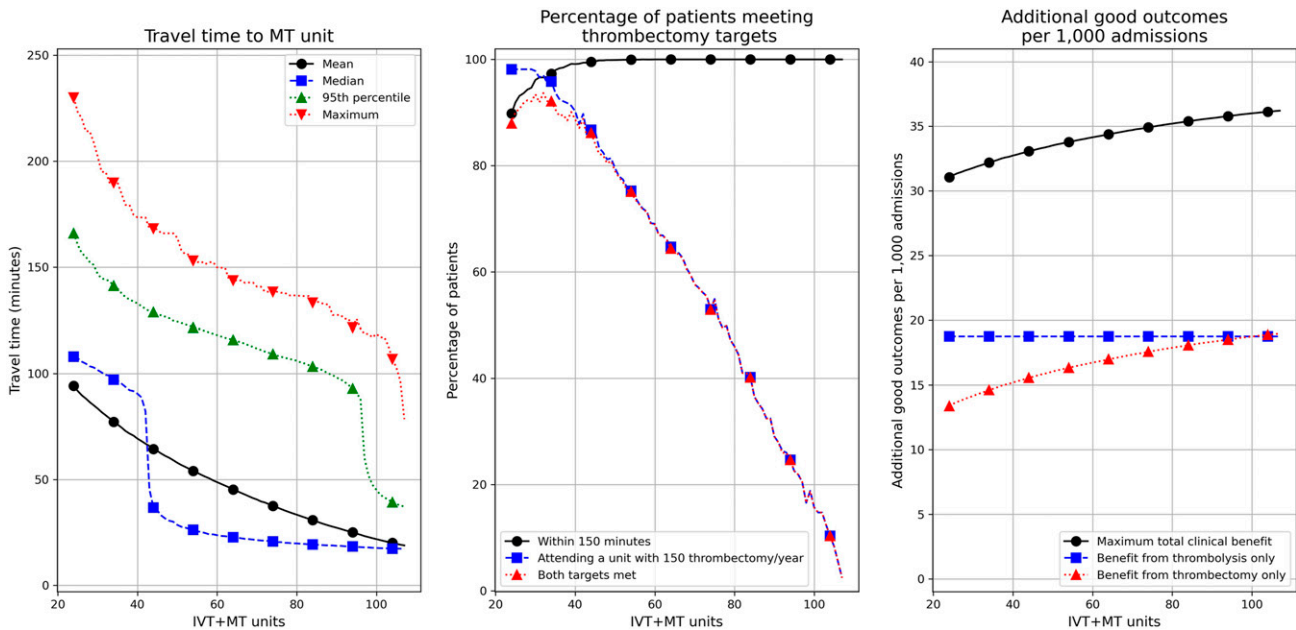 Travel time to MT unit
250
200
150
100
50
0
Travel time (minutes)
20 40 60 80 100
IVT+MT units
Mean
Median
95th percentile
Maximum
Percentage of patients meeting
thrombectomy targets
100
80
60
40
20
0
Percentage of patients
20 40 60 80 100
IVT+MT units
Within 150 minutes
Attending a unit with 150 thrombectomy/year
Both targets met
Additional good outcomes
per 1,000 admissions
40
35
30
25
20
15
10
5
0
Additional good outcomes per 1,000 admissions
20 40 60 80 100
IVT+MT units
Maximum total clinical benefit
Benefit from thrombolysis only
Benefit from thrombectomy only